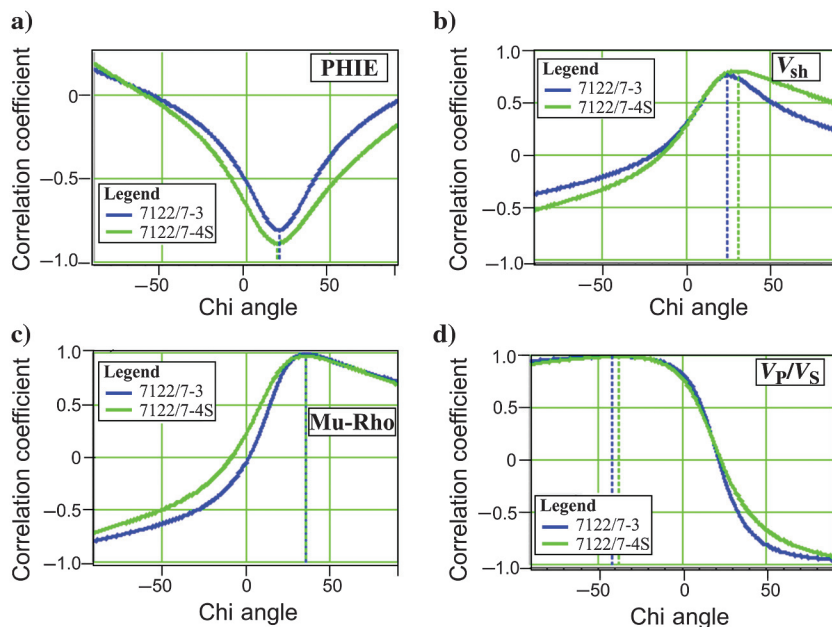 a)
PHIE
Correlation coefficient
0
−0.5
−1.0
Legend
7122/7-3
7122/7-4S
−50
0
50
Chi angle
b)
Vsh
Correlation coefficient
1.0
0.5
0
−0.5
−1.0
Legend
7122/7-3
7122/7-4S
−50
0
50
Chi angle
c)
Mu-Rho
Correlation coefficient
1.0
0.5
0
−0.5
−1.0
Legend
7122/7-3
7122/7-4S
−50
0
50
Chi angle
d)
VP/VS
Correlation coefficient
1.0
0.5
0
−0.5
−1.0
Legend
7122/7-3
7122/7-4S
−50
0
50
Chi angle